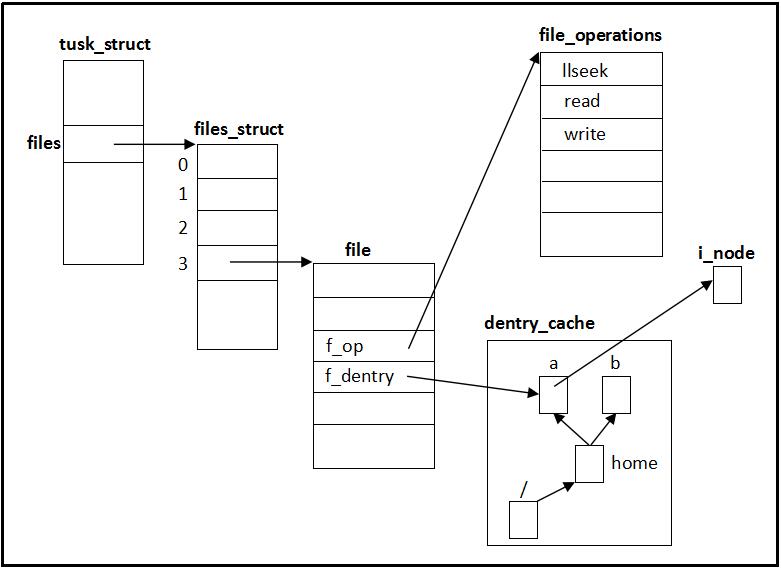 tusk_struct
files
files_struct
0
1
2
3
file
f_op
f_dentry
file_operations
llseek
read
write
i_node
dentry_cache
a
b
home
/